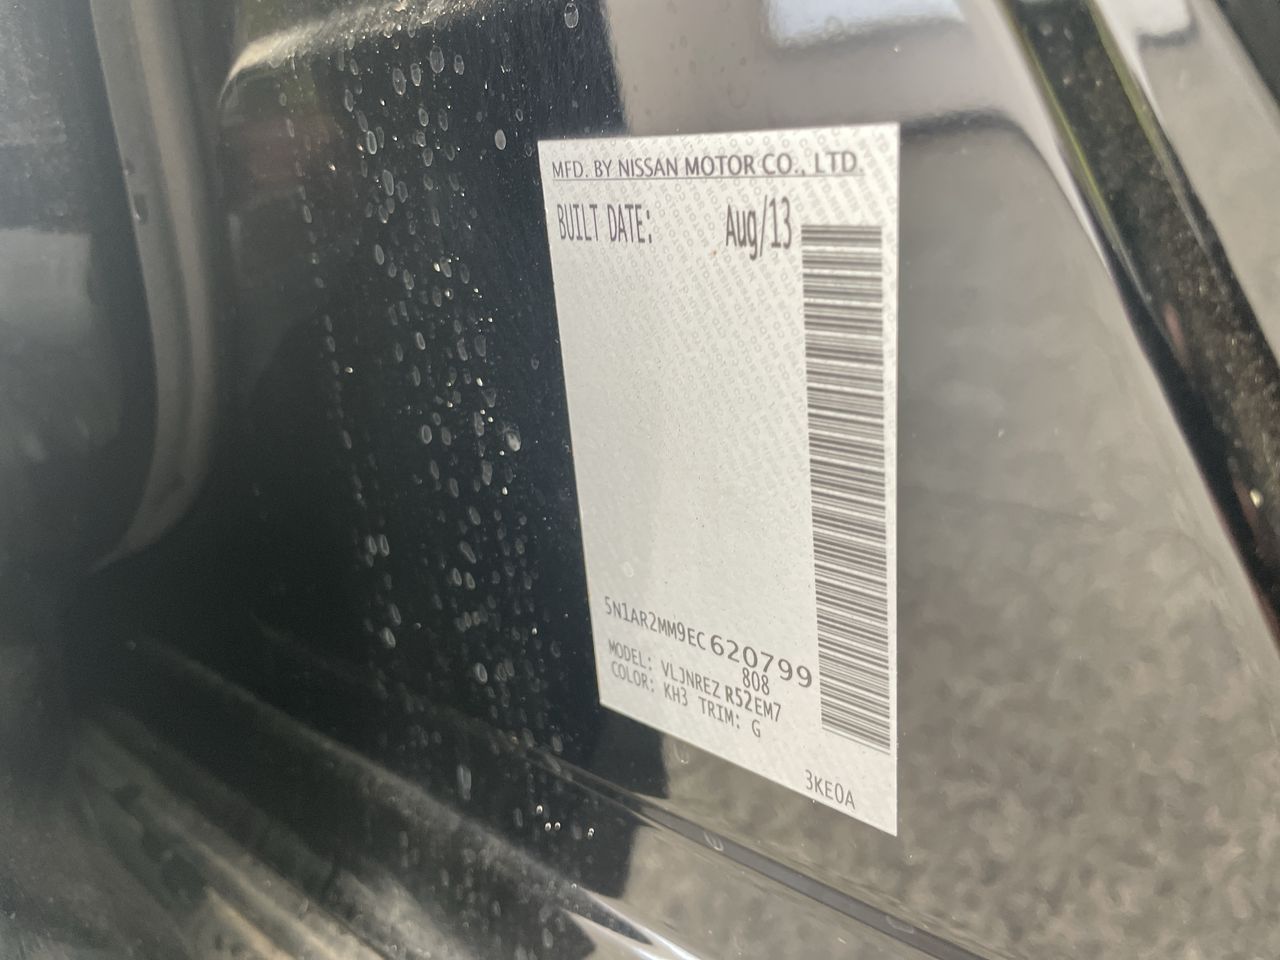 MFD. BY NISSAN MOTOR CO., LTD.
BUILT DATE: Aug/13
5N1AR2MM9EC620799
808
MODEL: VLJNREZ R52EM7
COLOR: KH3 TRIM: G
3KE0A